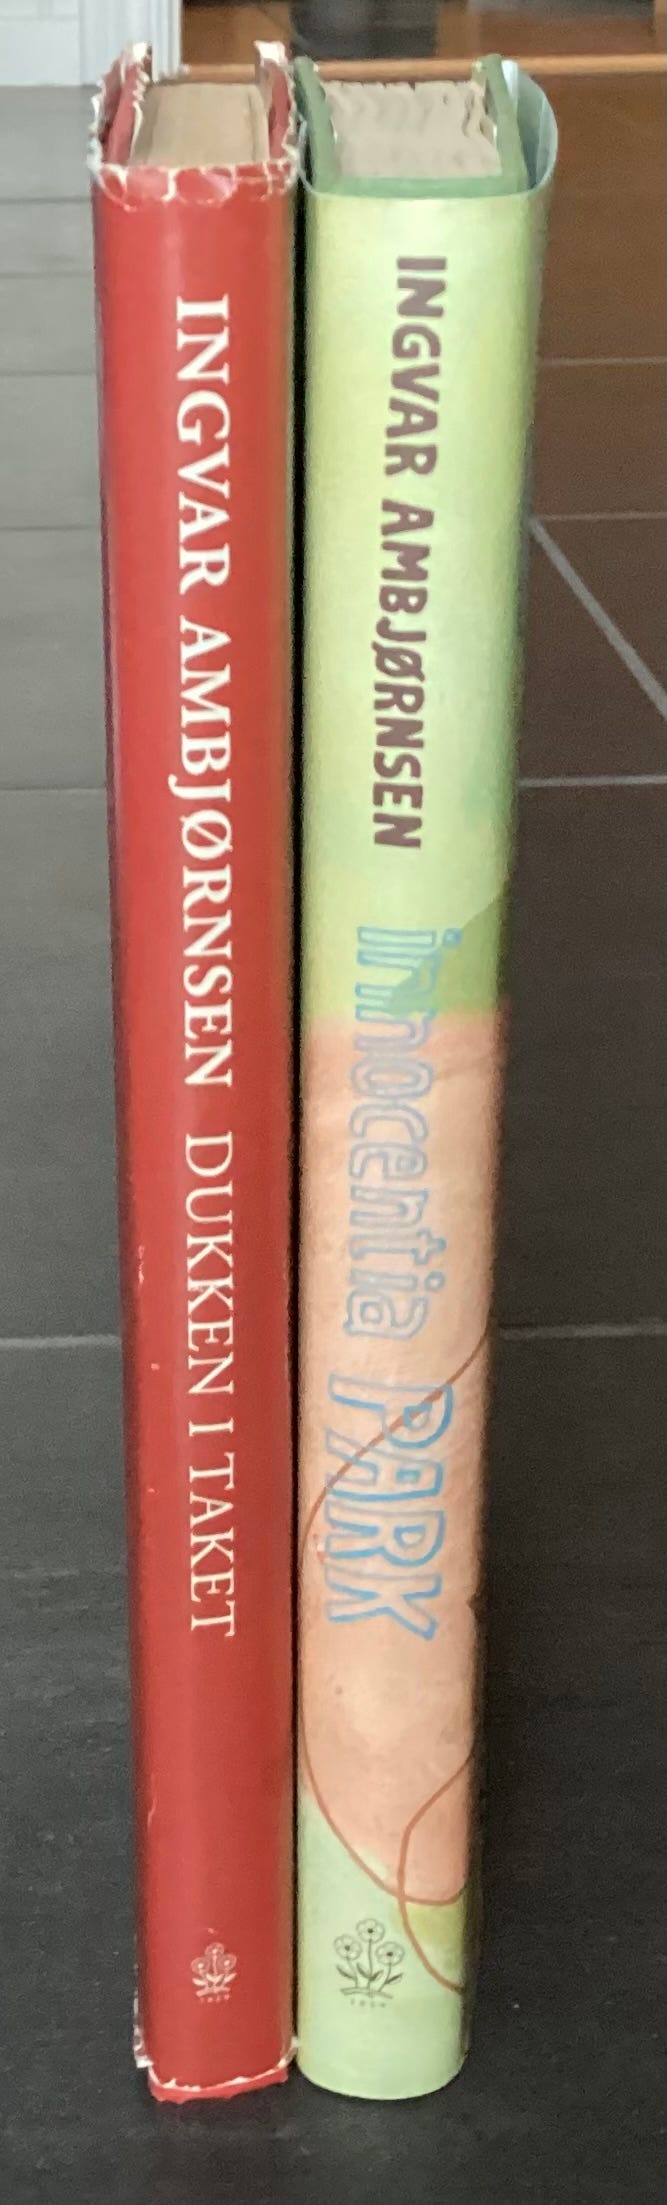 INGVAR AMBJØRNSEN DUKKEN I TAKET
INGVAR AMBJØRNSEN innocentia PARK